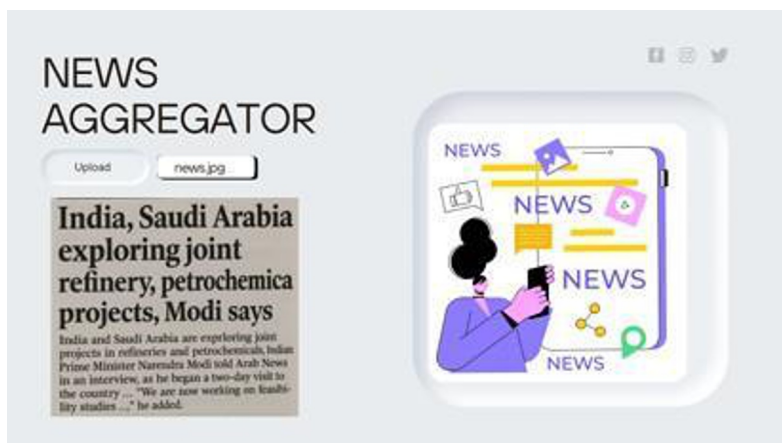 NEWS
AGGREGATOR
Upload
news.jpg
India, Saudi Arabia
exploring joint
refinery, petrochemica
projects, Modi says
India and Saudi Arabia are exprloring joint
projects in refineries and petrochemicals, Indian
Prime Minister Narendra Modi told Arab News
in an interview, as he began a two-day visit to
the country ... "We are now working on feasibi-
lity studies ...," he added.
NEWS
NEWS
NEWS
NEWS